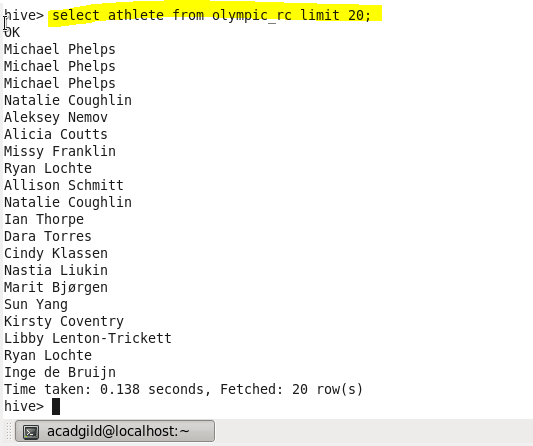 hive> select athlete from olympic_rc limit 20;
OK
Michael Phelps
Michael Phelps
Michael Phelps
Natalie Coughlin
Aleksey Nemov
Alicia Coutts
Missy Franklin
Ryan Lochte
Allison Schmitt
Natalie Coughlin
Ian Thorpe
Dara Torres
Cindy Klassen
Nastia Liukin
Marit Bjørgen
Sun Yang
Kirsty Coventry
Libby Lenton-Trickett
Ryan Lochte
Inge de Bruijn
Time taken: 0.138 seconds, Fetched: 20 row(s)
hive>
acadgild@localhost:~